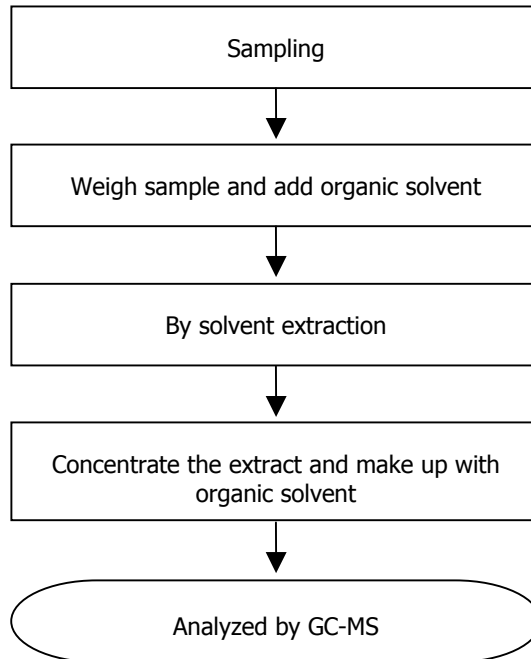 Sampling
Weigh sample and add organic solvent
By solvent extraction
Concentrate the extract and make up with
organic solvent
Analyzed by GC-MS